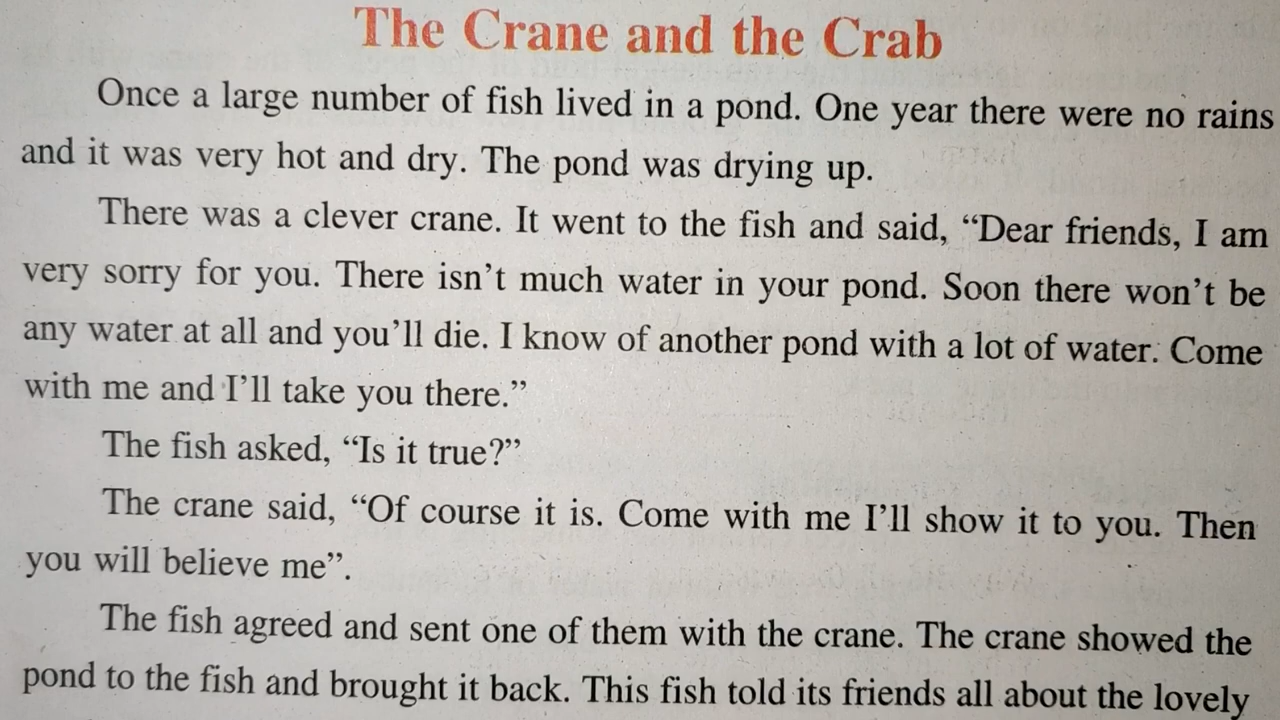 The Crane and the Crab
Once a large number of fish lived in a pond. One year there were no rains
and it was very hot and dry. The pond was drying up.
There was a clever crane. It went to the fish and said, “Dear friends, I am
very sorry for you. There isn’t much water in your pond. Soon there won’t be
any water at all and you’ll die. I know of another pond with a lot of water. Come
with me and I’ll take you there.”
The fish asked, “Is it true?”
The crane said, “Of course it is. Come with me I’ll show it to you. Then
you will believe me”.
The fish agreed and sent one of them with the crane. The crane showed the
pond to the fish and brought it back. This fish told its friends all about the lovely